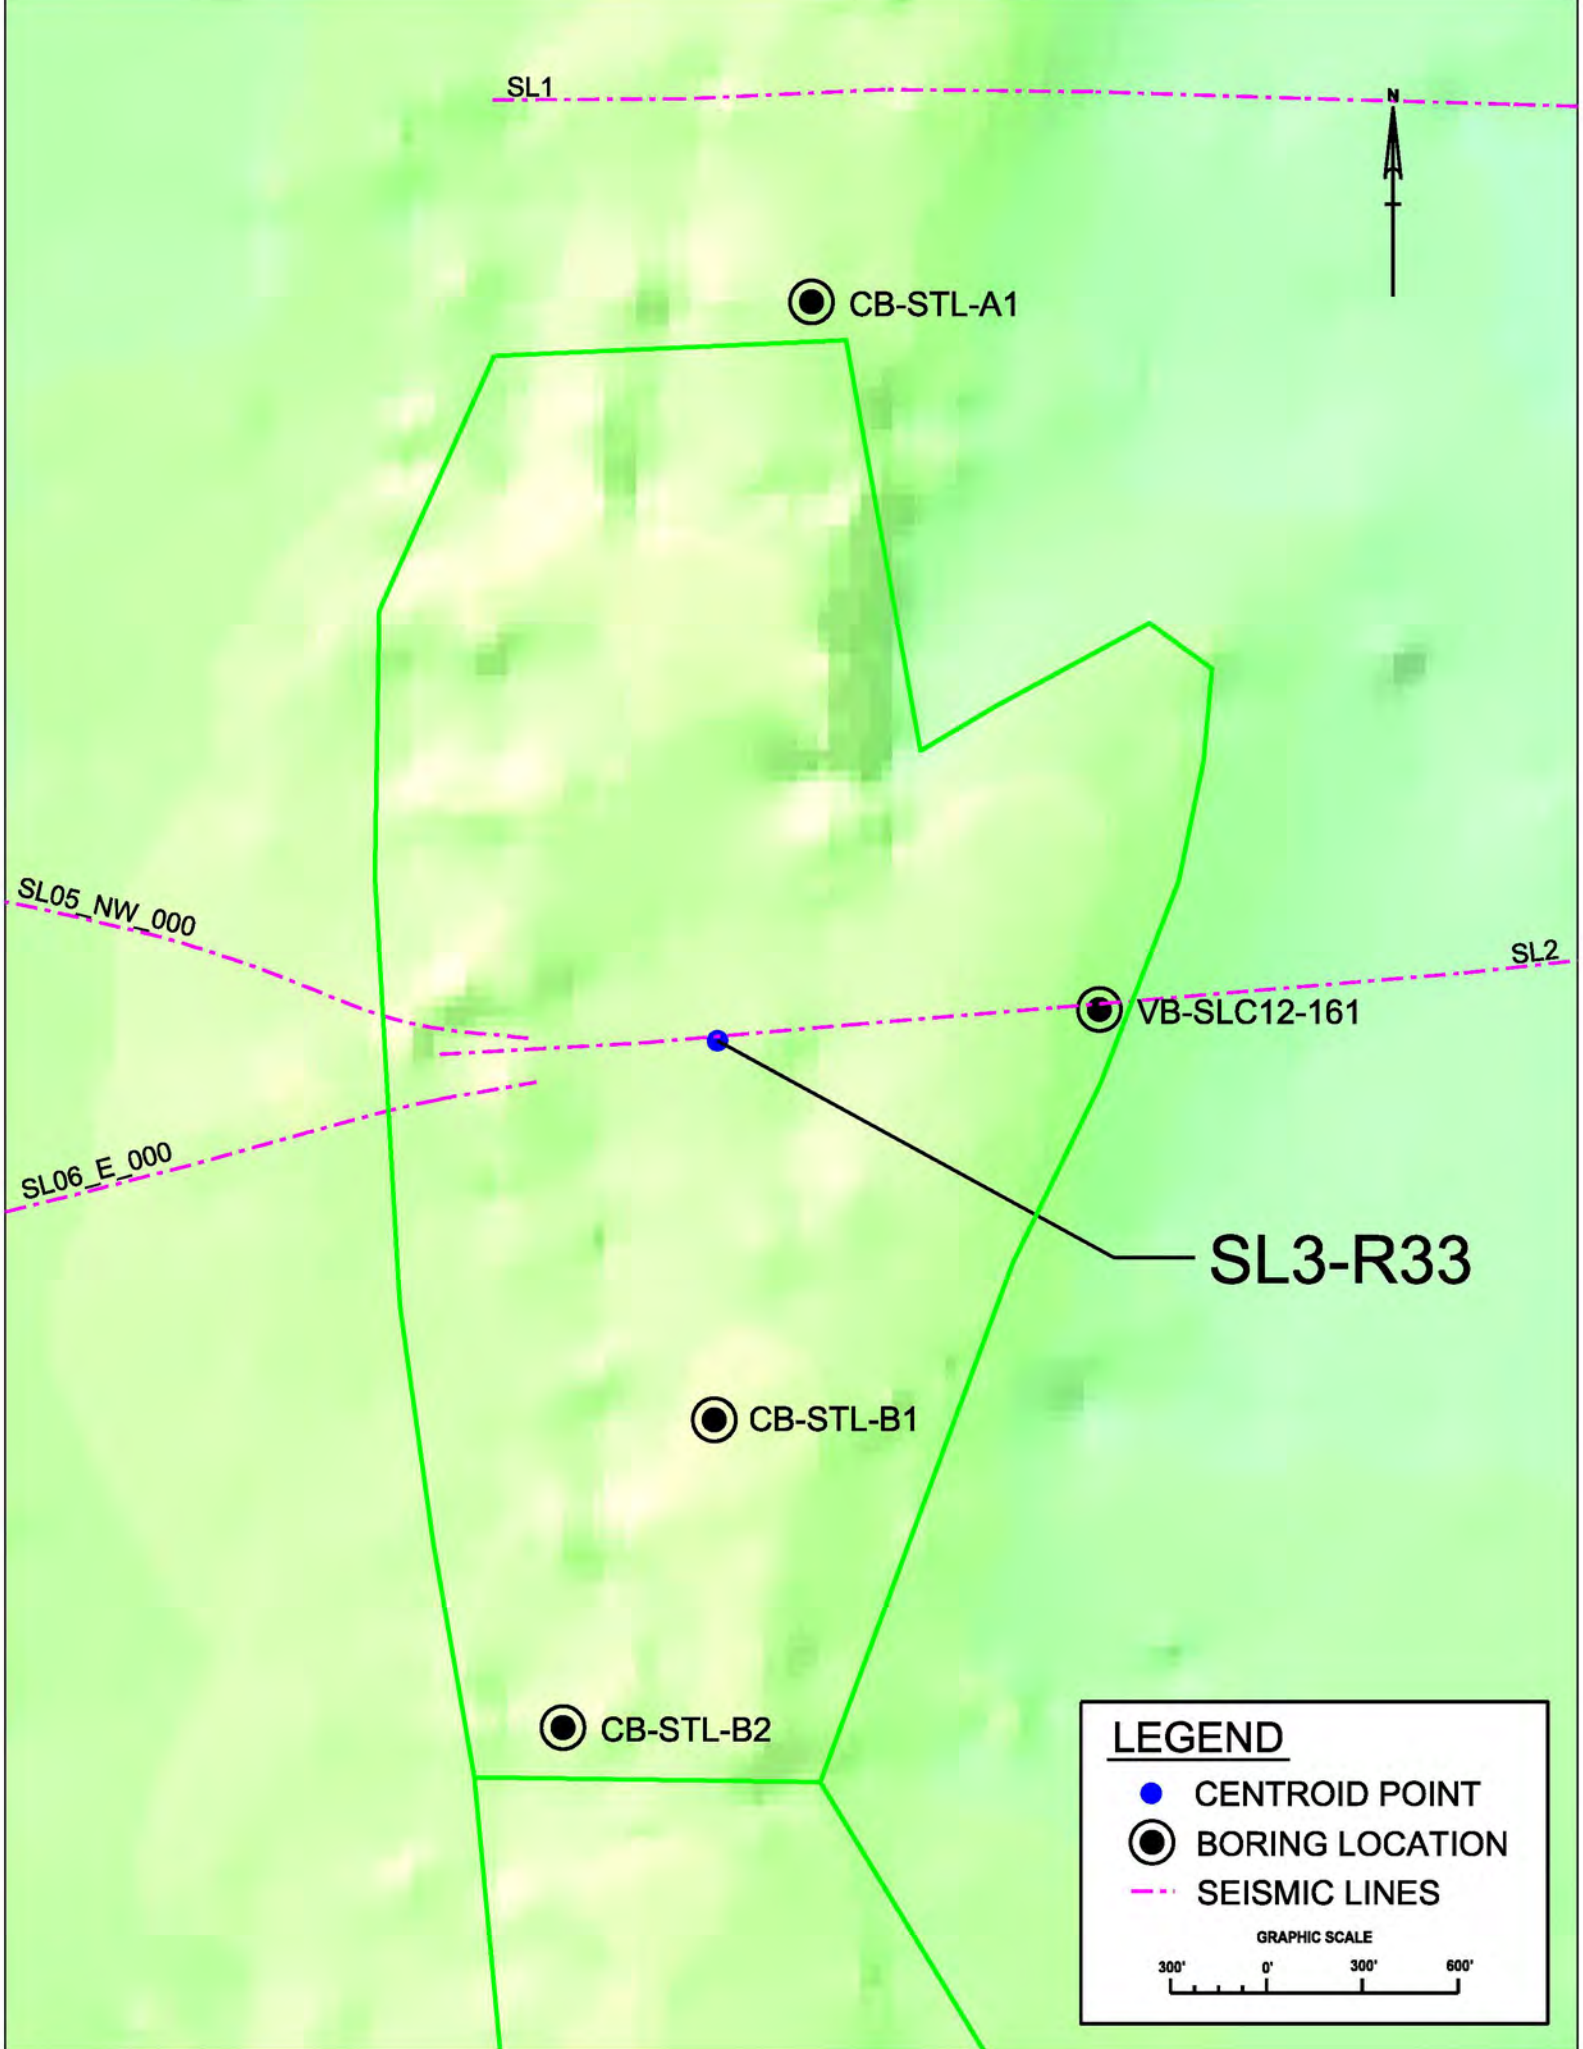 SL1
N
CB-STL-A1
SL05_NW_000
SL2
VB-SLC12-161
SL06_E_000
SL3-R33
CB-STL-B1
CB-STL-B2
LEGEND
CENTROID POINT
BORING LOCATION
SEISMIC LINES
GRAPHIC SCALE
300' 0' 300' 600'